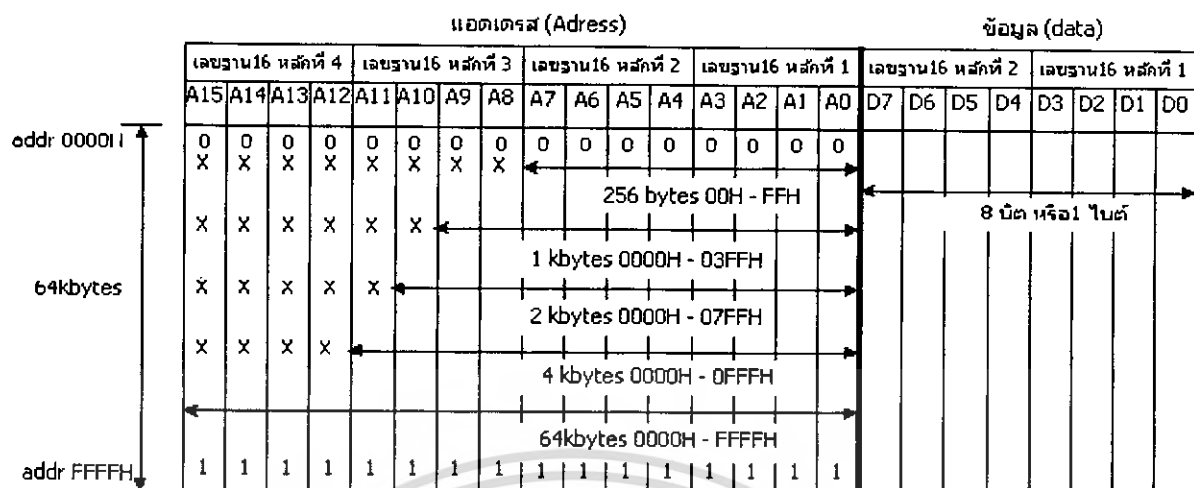 แอดเดรส (Adress) ข้อมูล (data)
เลขฐาน16 หลักที่ 4 เลขฐาน16 หลักที่ 3 เลขฐาน16 หลักที่ 2 เลขฐาน16 หลักที่ 1 เลขฐาน16 หลักที่ 2 เลขฐาน16 หลักที่ 1
A15 A14 A13 A12 A11 A10 A9 A8 A7 A6 A5 A4 A3 A2 A1 A0 D7 D6 D5 D4 D3 D2 D1 D0
addr 0000H 0 0 0 0 0 0 0 0 0 0 0 0 0 0 0 0
X X X X X X X X
256 bytes 00H - FFH
8 บิต หรือ1 ไบต์
X X X X X X
1 kbytes 0000H - 03FFH
64kbytes X X X X X
2 kbytes 0000H - 07FFH
X X X X
4 kbytes 0000H - 0FFFH
64kbytes 0000H - FFFFH
addr FFFFH 1 1 1 1 1 1 1 1 1 1 1 1 1 1 1 1